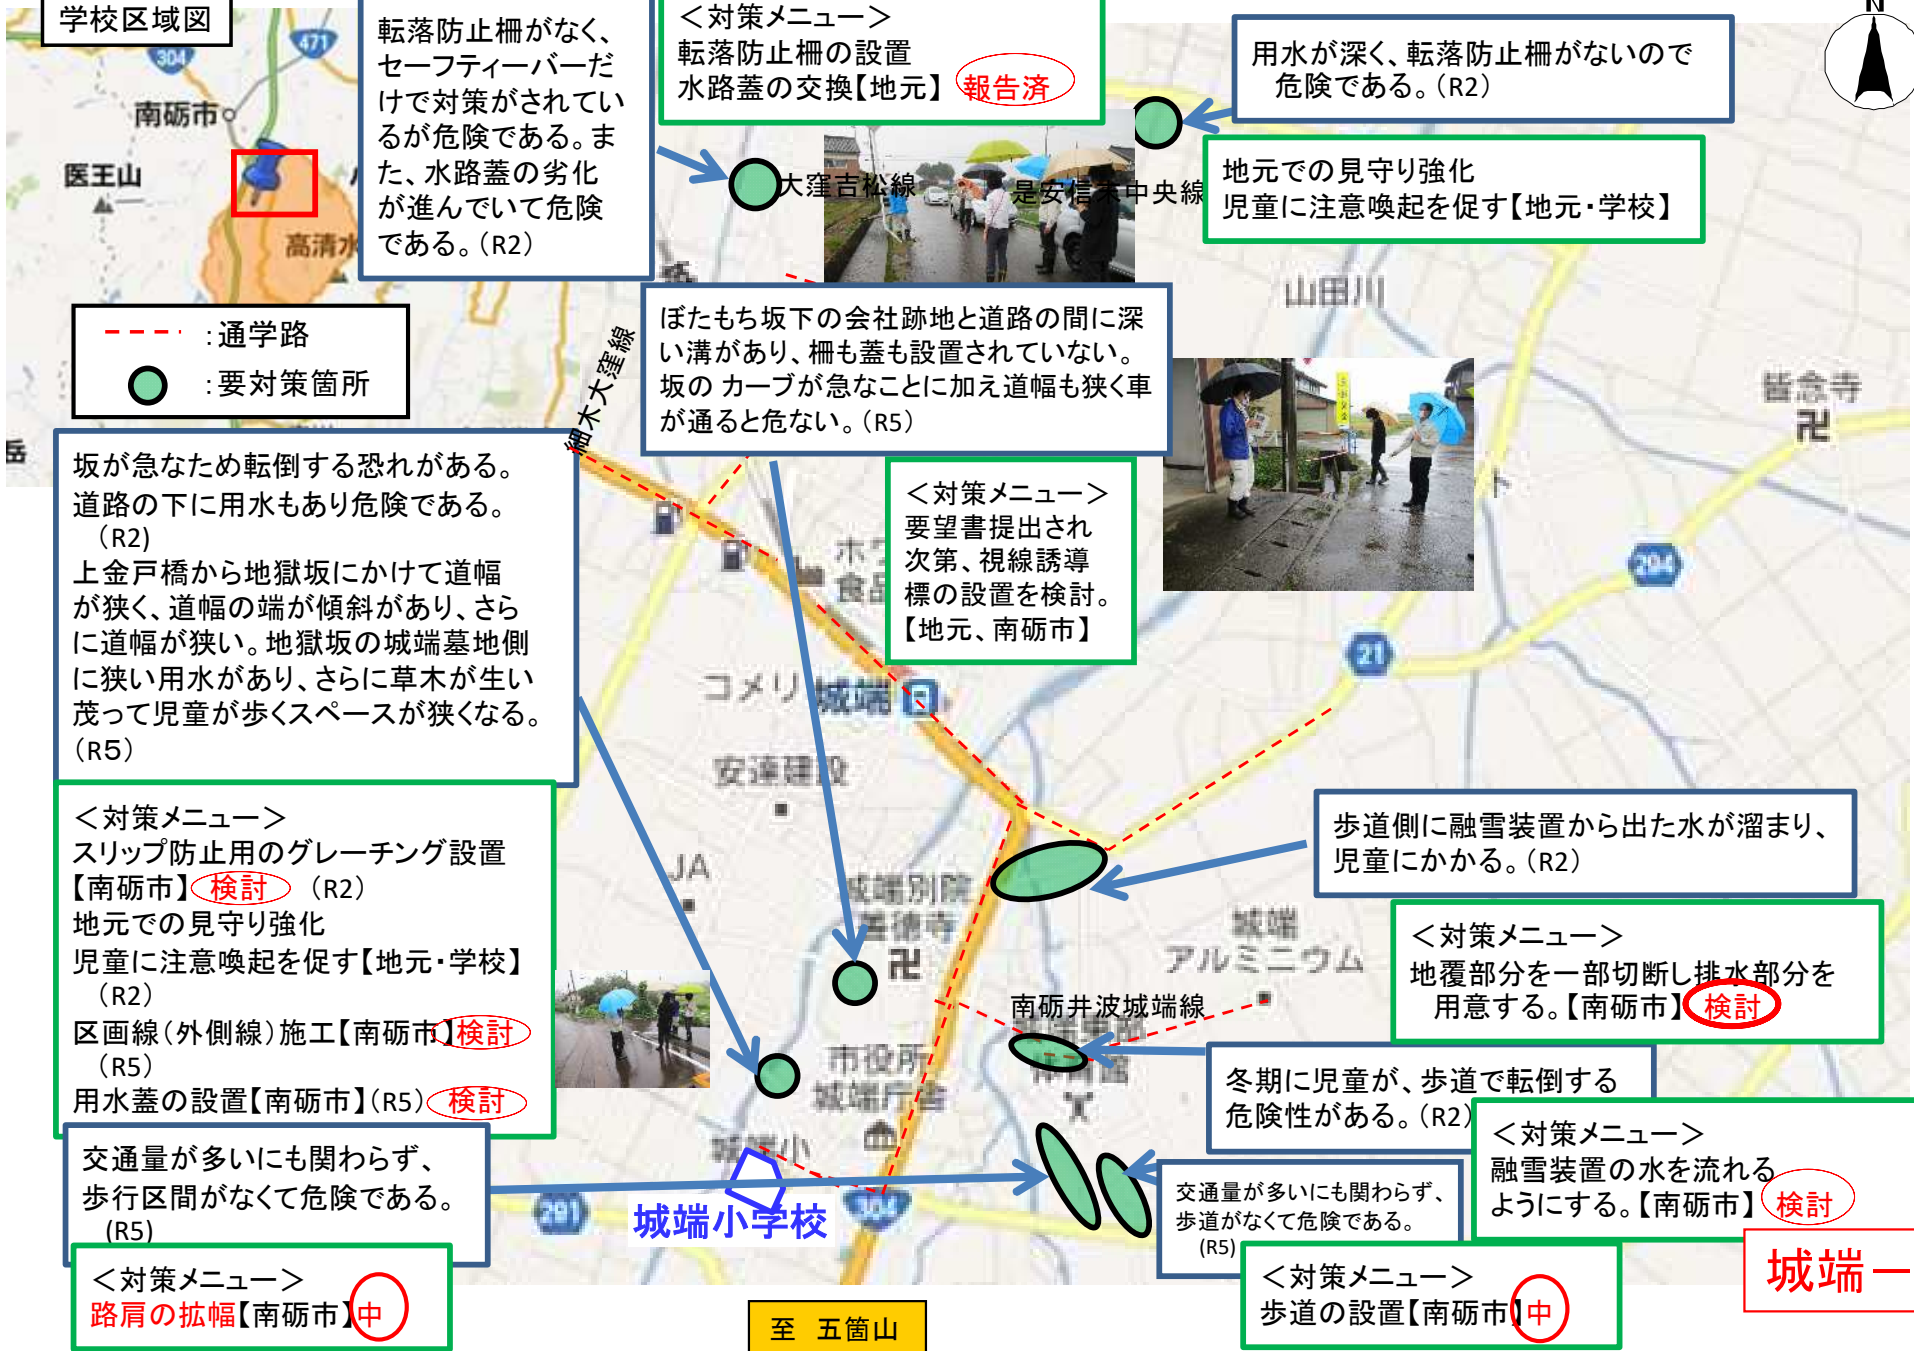 学校区域図
304
471
南砺市
医王山
高清水
岳
転落防止柵がなく、
セーフティーバーだ
けで対策がされてい
るが危険である。ま
た、水路蓋の劣化
が進んでいて危険
である。(R2)
＜対策メニュー＞
転落防止柵の設置
水路蓋の交換【地元】 報告済
用水が深く、転落防止柵がないので
危険である。(R2)
N
地元での見守り強化
児童に注意喚起を促す【地元・学校】
大窪吉松線
是安信末中央線
山田川
：通学路
：要対策箇所
細木大窪線
ぼたもち坂下の会社跡地と道路の間に深
い溝があり、柵も蓋も設置されていない。
坂の カーブが急なことに加え道幅も狭く車
が通ると危ない。(R5)
皆念寺
卍
坂が急なため転倒する恐れがある。
道路の下に用水もあり危険である。
(R2)
上金戸橋から地獄坂にかけて道幅
が狭く、道幅の端が傾斜があり、さら
に道幅が狭い。地獄坂の城端墓地側
に狭い用水があり、さらに草木が生い
茂って児童が歩くスペースが狭くなる。
(R5)
＜対策メニュー＞
要望書提出され
次第、視線誘導
標の設置を検討。
【地元、南砺市】
ホク
食品
ト
294
21
コメリ
城端
安達建設
JA
＜対策メニュー＞
スリップ防止用のグレーチング設置
【南砺市】 検討 (R2)
地元での見守り強化
児童に注意喚起を促す【地元・学校】
(R2)
区画線(外側線)施工【南砺市】検討
(R5)
用水蓋の設置【南砺市】(R5) 検討
歩道側に融雪装置から出た水が溜まり、
児童にかかる。(R2)
城端別院
善徳寺
卍
城端
アルミニウム
＜対策メニュー＞
地覆部分を一部切断し排水部分を
用意する。【南砺市】 検討
南砺井波城端線
体育館
市役所
城端庁舎
冬期に児童が、歩道で転倒する
危険性がある。(R2)
＜対策メニュー＞
融雪装置の水を流れる
ようにする。【南砺市】 検討
交通量が多いにも関わらず、
歩行区間がなくて危険である。
(R5)
城端小
城端小学校
291
304
交通量が多いにも関わらず、
歩道がなくて危険である。
(R5)
＜対策メニュー＞
路肩の拡幅【南砺市】中
＜対策メニュー＞
歩道の設置【南砺市】中
城端－
至 五箇山